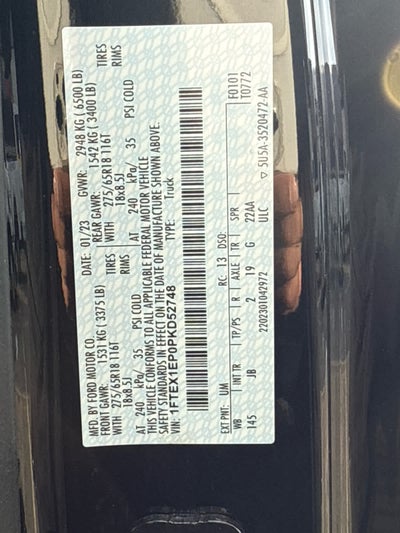 MFD. BY FORD MOTOR CO.
DATE: 01/23 GVWR: 2948 KG ( 6500 LB)
FRONT GAWR: 1531 KG ( 3375 LB)
REAR GAWR: 1542 KG ( 3400 LB)
WITH 275/65R18 116T TIRES
WITH 275/65R18 116T TIRES
18x8.5J RIMS
18x8.5J RIMS
AT 240 kPa/ 35 PSI COLD
AT 240 kPa/ 35 PSI COLD
THIS VEHICLE CONFORMS TO ALL APPLICABLE FEDERAL MOTOR VEHICLE
SAFETY STANDARDS IN EFFECT ON THE DATE OF MANUFACTURE SHOWN ABOVE.
VIN: 1FTEX1EP0PKD52748
TYPE: Truck
F0101
T0772
EXT PNT: UM RC: 13 DSO:
WB INT TR TP/PS R AXLE TR SPR
145 JB 2 19 G 22AA
ULC
2202301042972
▽ SU5A-3520472-AA